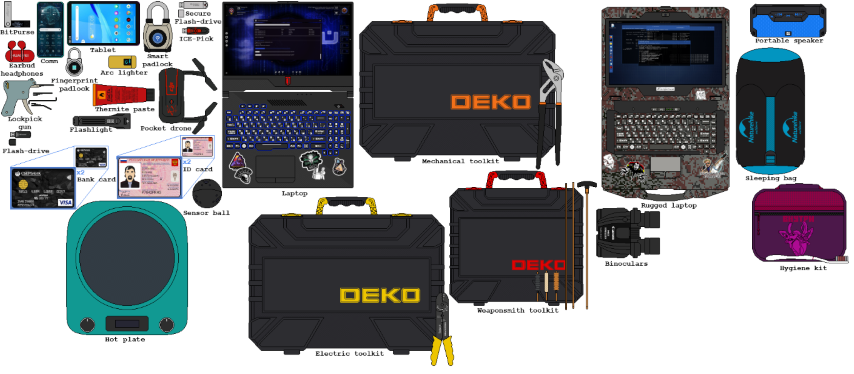 BitPurse
Comm
Tablet
Smart
padlock
Secure
Flash-drive
ICE-Pick
Earbud
headphones
Fingerprint
padlock
Arc lighter
Lockpick
gun
Thermite paste
Flashlight
Pocket drone
Flash-drive
x2
Bank card
VISA
x2
ID card
Sensor ball
Laptop
DEKO
Mechanical toolkit
Rugged laptop
Portable speaker
Naturehike
Naturehike
Sleeping bag
Hot plate
DEKO
Electric toolkit
DEKO
Weaponsmith toolkit
Binoculars
Hygiene kit